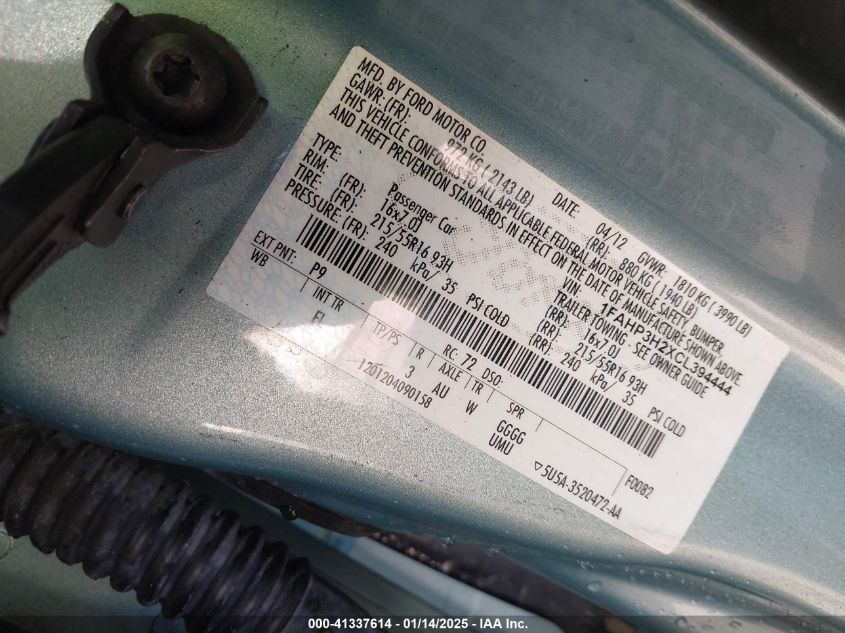 MFD. BY FORD MOTOR CO.
DATE: 04/12 GVWR: 1810 KG ( 3990 LB)
GAWR: (FR): 972 KG ( 2143 LB) (RR): 880 KG ( 1940 LB)
THIS VEHICLE CONFORMS TO ALL APPLICABLE FEDERAL MOTOR VEHICLE SAFETY, BUMPER,
AND THEFT PREVENTION STANDARDS IN EFFECT ON THE DATE OF MANUFACTURE SHOWN ABOVE.
VIN: 1FAHP3H2XCL394444
TYPE: Passenger Car TRAILER TOWING - SEE OWNER GUIDE
RIM: (FR): 16x7.0J (RR): 16x7.0J
TIRE: (FR): 215/55R16 93H (RR): 215/55R16 93H
PRESSURE (FR): 240 kPa/ 35 PSI COLD (RR): 240 kPa/ 35 PSI COLD
EXT PNT: P9 RC: 72 DSO: F0082
WB INT TR TP/PS R AXLE TR SPR
3 AU W GGGG
UMU
1201204090158
▽5U5A-3520472-AA
000-41337614 - 01/14/2025 - IAA Inc.